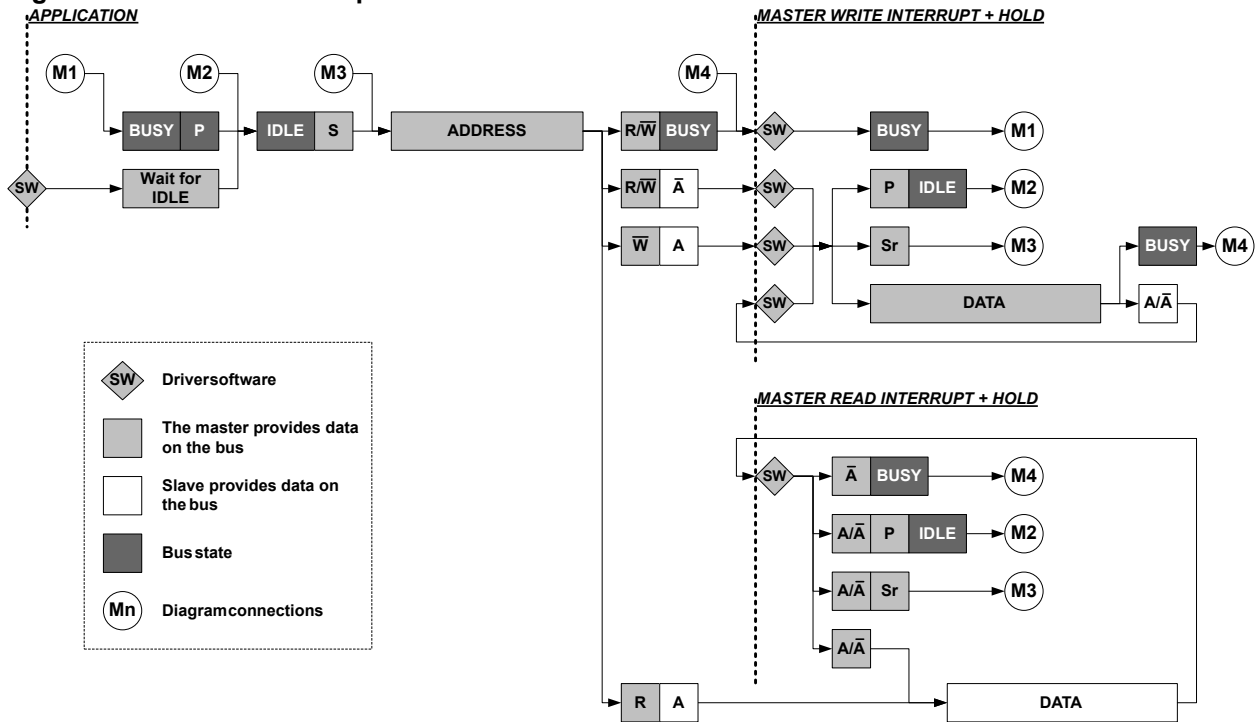 APPLICATION
MASTER WRITE INTERRUPT + HOLD
M1
M2
M3
M4
BUSY P
IDLE S
ADDRESS
R/W̅ BUSY
SW
BUSY
M1
SW
Wait for
IDLE
R/W̅ A̅
SW
P IDLE
M2
W̅ A
SW
Sr
M3
BUSY
M4
SW
DATA
A/A̅
SW
Driversoftware
The master provides data
on the bus
Slave provides data on
the bus
Bus state
Mn
Diagramconnections
MASTER READ INTERRUPT + HOLD
SW
A̅ BUSY
M4
A/A̅ P IDLE
M2
A/A̅ Sr
M3
A/A̅
R A
DATA